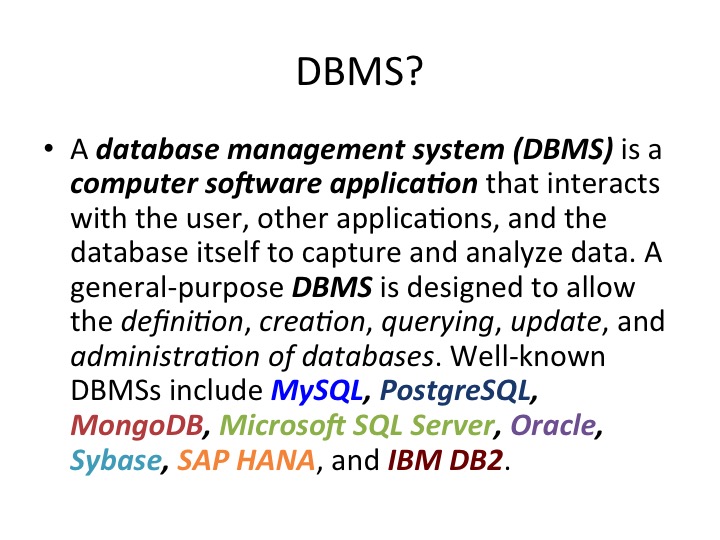 DBMS?
• A database management system (DBMS) is a
computer software application that interacts
with the user, other applications, and the
database itself to capture and analyze data. A
general-purpose DBMS is designed to allow
the definition, creation, querying, update, and
administration of databases. Well-known
DBMSs include MySQL, PostgreSQL,
MongoDB, Microsoft SQL Server, Oracle,
Sybase, SAP HANA, and IBM DB2.